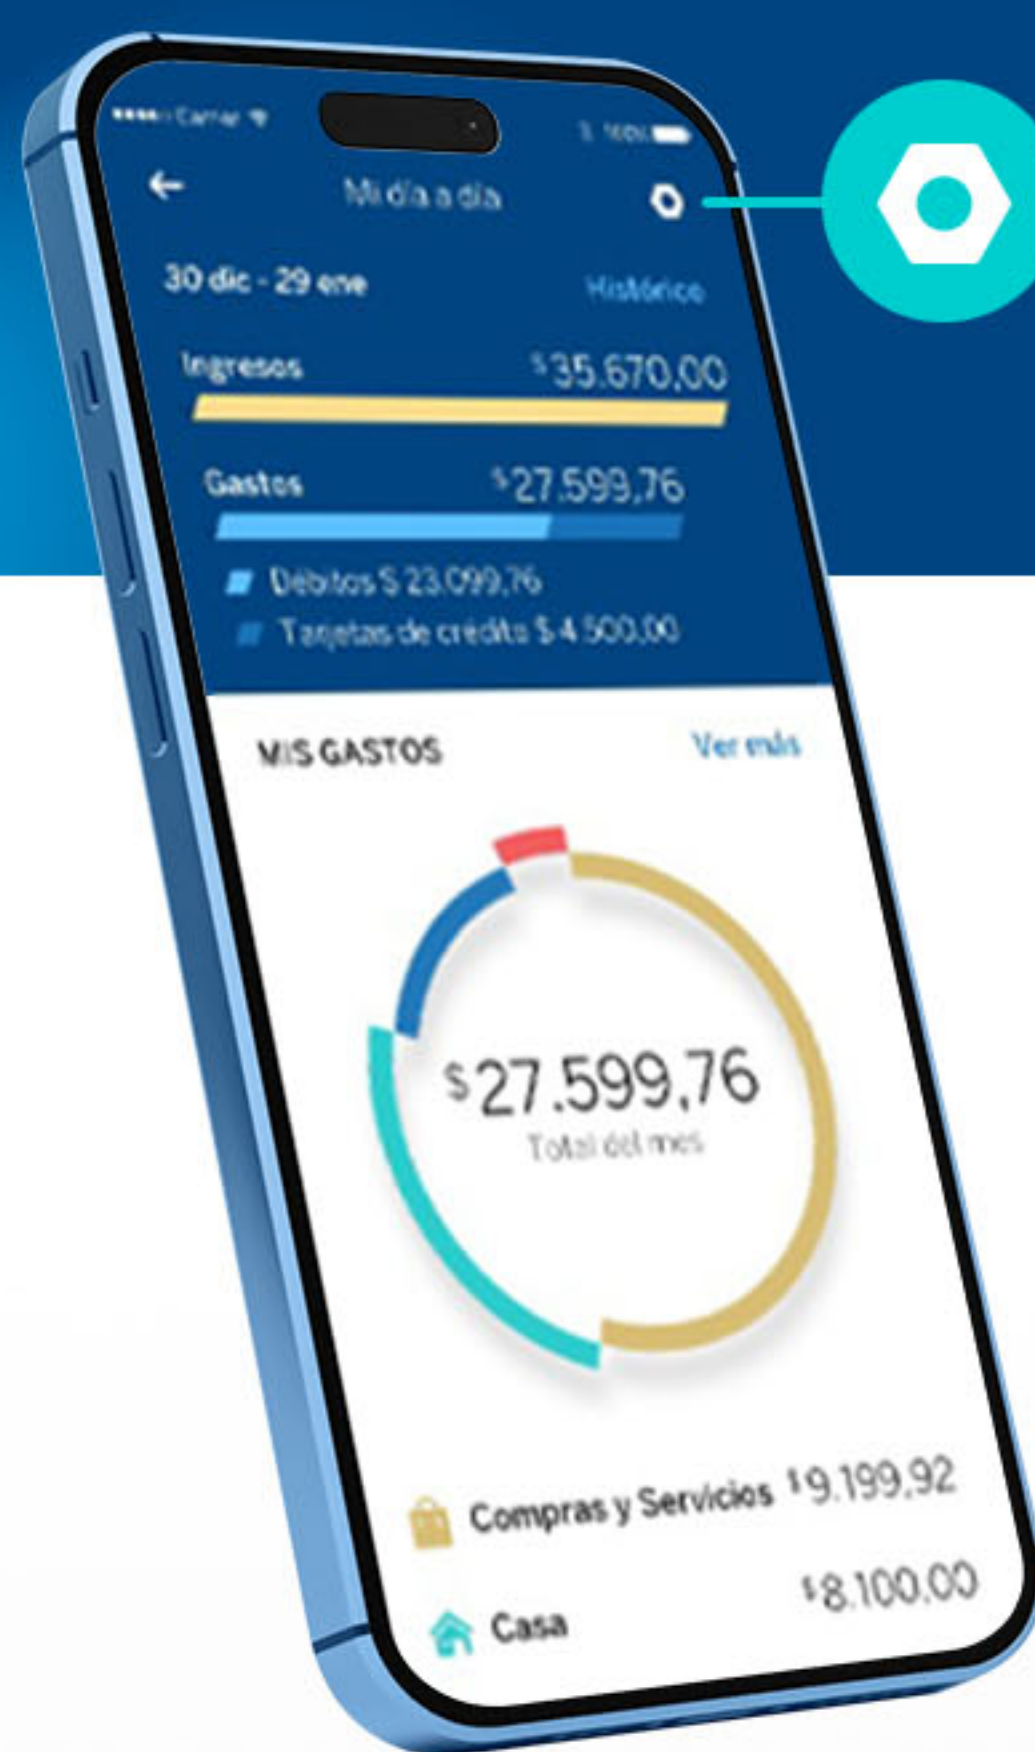 Carrier 100%
Mi día a día
30 dic - 29 ene Histórico
Ingresos $35.670,00
Gastos $27.599,76
Débitos $ 23.099,76
Tarjetas de crédito $ 4.500,00
MIS GASTOS Ver más
$27.599,76
Total del mes
Compras y Servicios $9.199,92
Casa $8.100,00